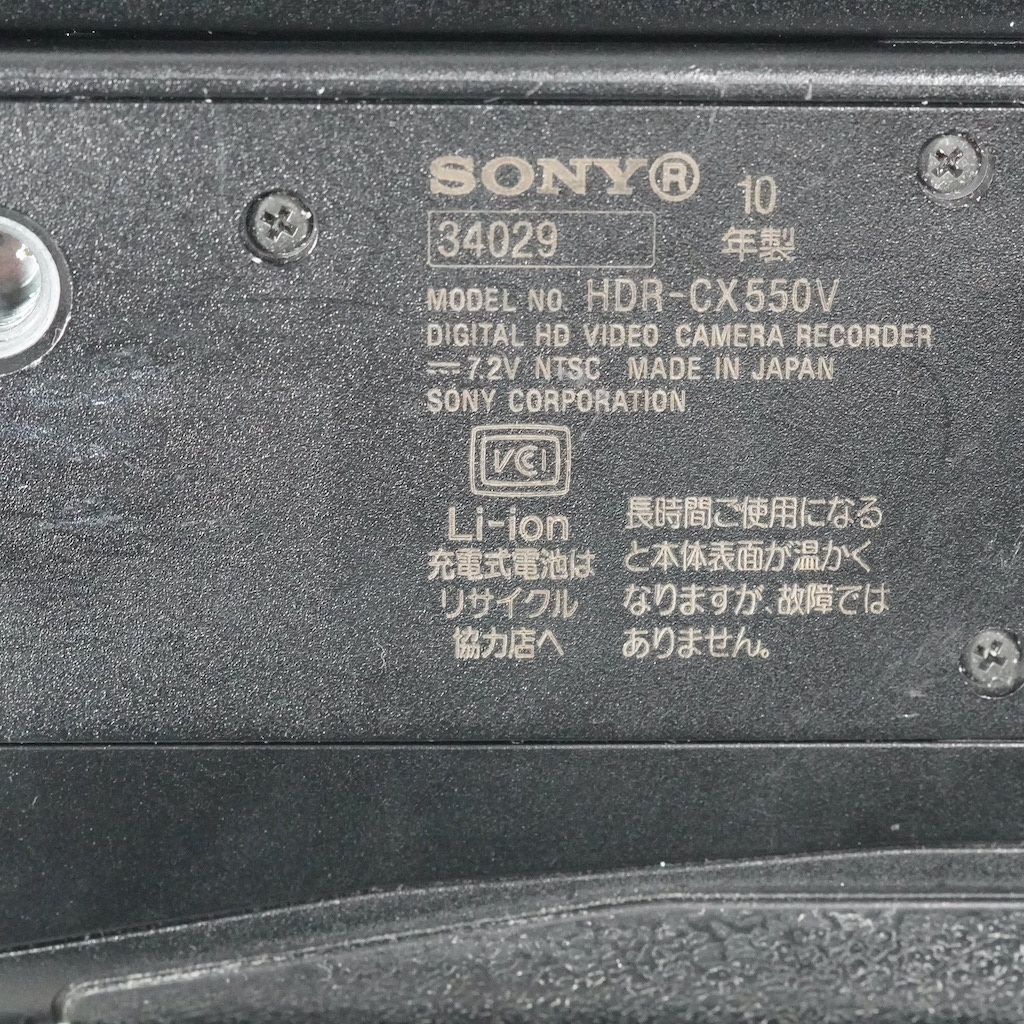 SONY®
10
年製
34029
MODEL NO. HDR-CX550V
DIGITAL HD VIDEO CAMERA RECORDER
⎓7.2V NTSC MADE IN JAPAN
SONY CORPORATION
VCI
Li-ion
充電式電池は
リサイクル
協力店へ
長時間ご使用になる
と本体表面が温かく
なりますが、故障では
ありません。